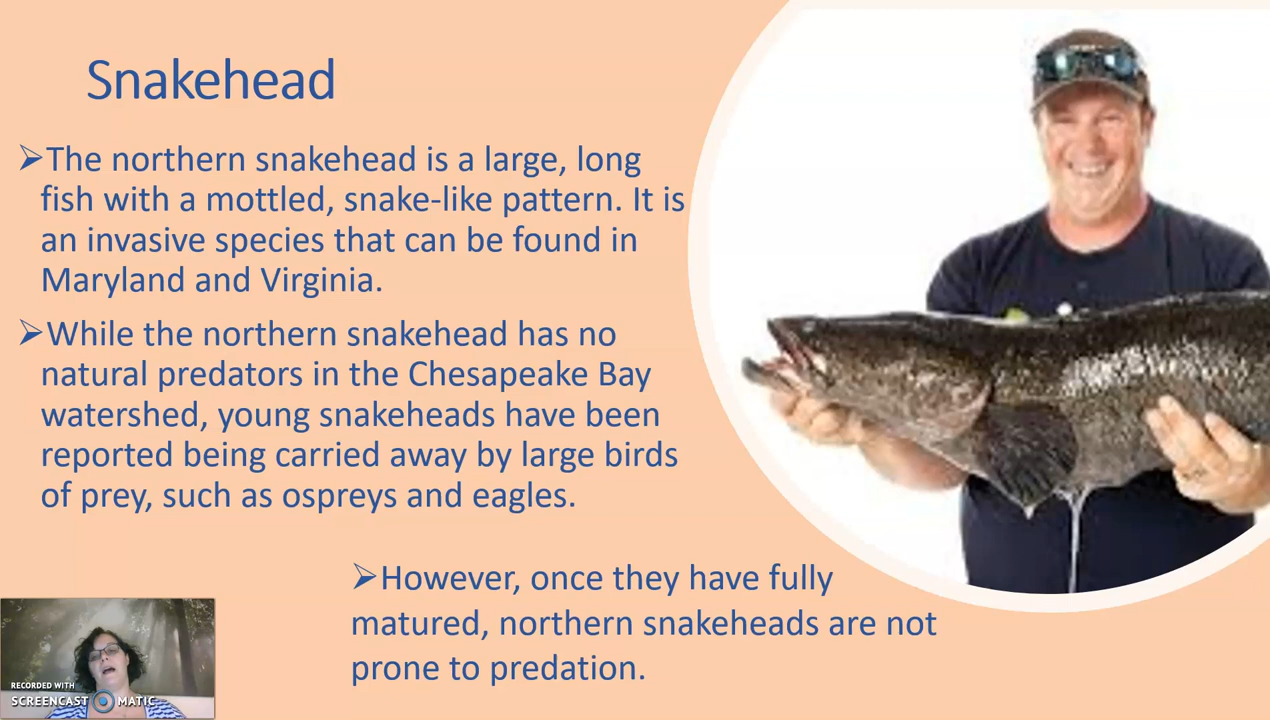 Snakehead
➢The northern snakehead is a large, long
fish with a mottled, snake-like pattern. It is
an invasive species that can be found in
Maryland and Virginia.
➢While the northern snakehead has no
natural predators in the Chesapeake Bay
watershed, young snakeheads have been
reported being carried away by large birds
of prey, such as ospreys and eagles.
➢However, once they have fully
matured, northern snakeheads are not
prone to predation.
RECORDED WITH
SCREENCAST MATIC